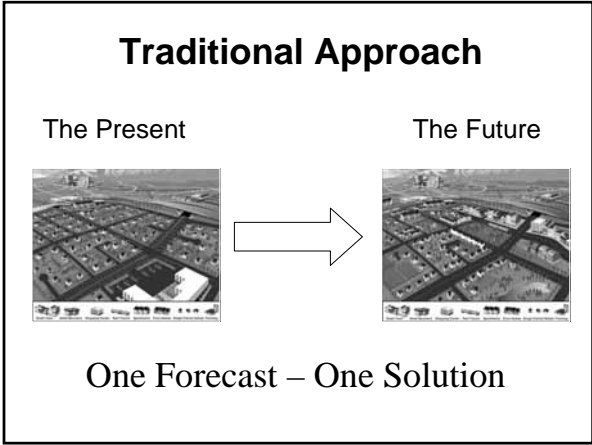 Traditional Approach
The Present The Future
One Forecast – One Solution